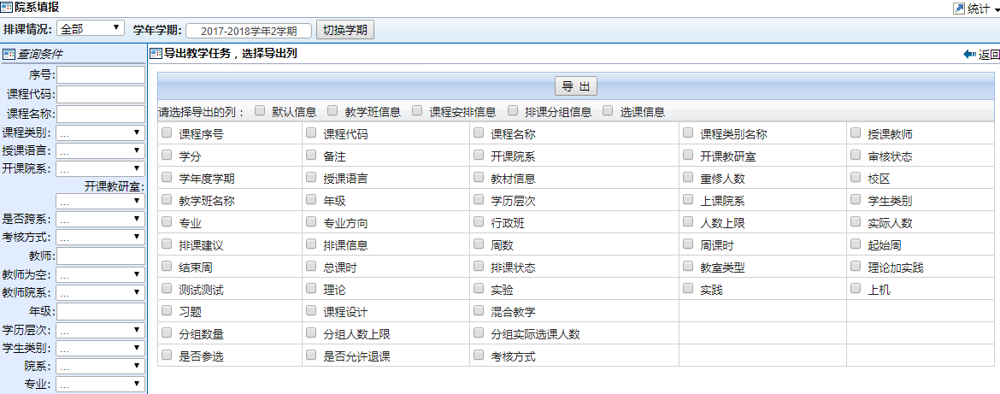 院系填报
统计
排课情况: 全部 学年学期: 2017-2018学年2学期 切换学期
查询条件
序号:
课程代码:
课程名称:
课程类别: ...
授课语言: ...
开课院系: ...
开课教研室:
...
是否跨系: ...
考核方式: ...
教师:
教师为空: ...
教师院系: ...
年级:
学历层次: ...
学生类别: ...
院系: ...
专业: ...
导出教学任务，选择导出列
返回
导 出
请选择导出的列： 默认信息 教学班信息 课程安排信息 排课分组信息 选课信息
课程序号 课程代码 课程名称 课程类别名称 授课教师
学分 备注 开课院系 开课教研室 审核状态
学年度学期 授课语言 教材信息 重修人数 校区
教学班名称 年级 学历层次 上课院系 学生类别
专业 专业方向 行政班 人数上限 实际人数
排课建议 排课信息 周数 周课时 起始周
结束周 总课时 排课状态 教室类型 理论加实践
测试测试 理论 实验 实践 上机
习题 课程设计 混合教学
分组数量 分组人数上限 分组实际选课人数
是否参选 是否允许退课 考核方式